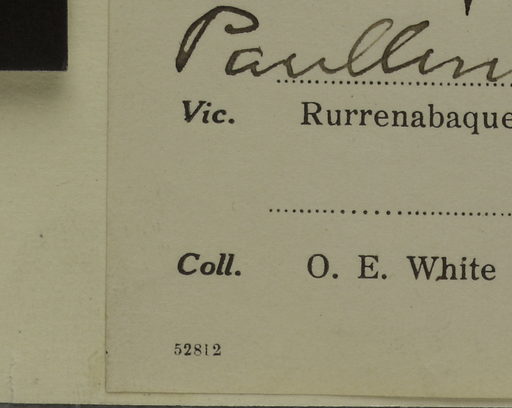 Paullin
Vic. Rurrenabaque
Coll. O. E. White
52812